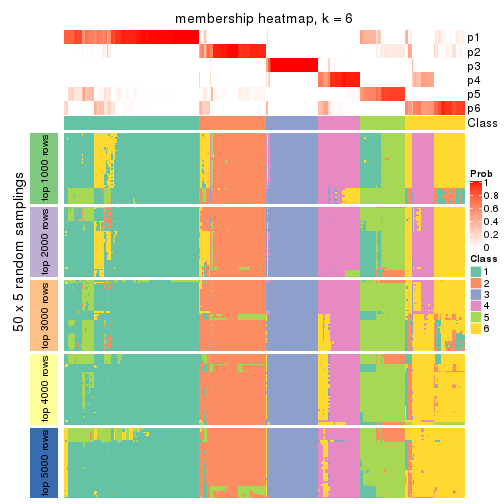 membership heatmap, k = 6
p1
p2
p3
p4
p5
p6
Class
50 x 5 random samplings
top 1000 rows
top 2000 rows
top 3000 rows
top 4000 rows
top 5000 rows
Prob
1
0.8
0.6
0.4
0.2
0
Class
1
2
3
4
5
6